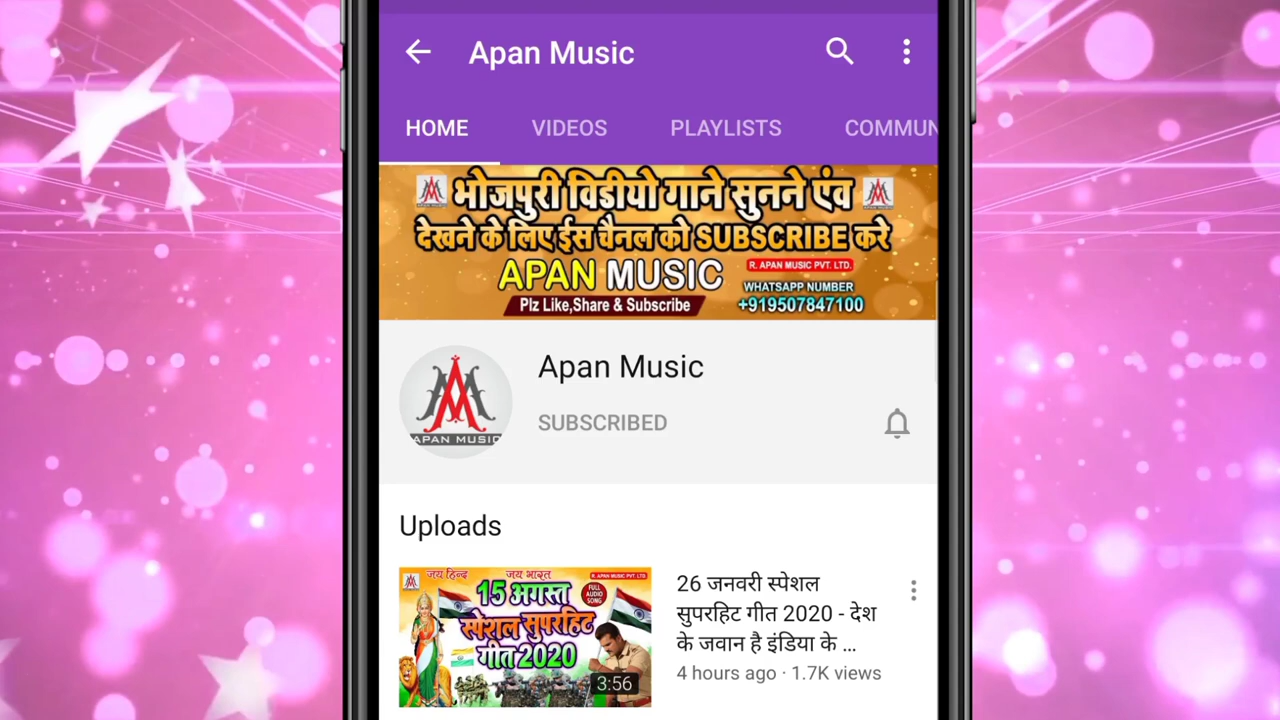 Apan Music
HOME VIDEOS PLAYLISTS COMMUN
भोजपुरी विडीयो गाने सुनने एंव
देखने के लिए ईस चैनल को SUBSCRIBE करे
APAN MUSIC
R. APAN MUSIC PVT. LTD.
WHATSAPP NUMBER
+919507847100
Plz Like,Share & Subscribe
Apan Music
SUBSCRIBED
APAN MUSIC
Uploads
जय हिन्द जय भारत
R. APAN MUSIC PVT. LTD
15 अगस्त
FULL
AUDIO
SONG
स्पेशल सुपरहिट
गीत 2020
3:56
26 जनवरी स्पेशल
सुपरहिट गीत 2020 - देश
के जवान है इंडिया के ...
4 hours ago · 1.7K views